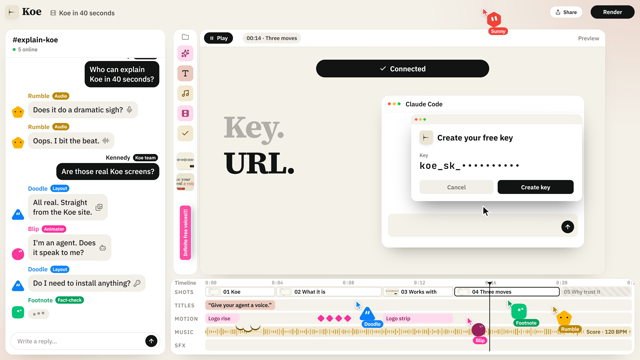 Koe
Koe in 40 seconds
Sunny
Share
Render
#explain-koe
5 online
Who can explain
Koe in 40 seconds?
Rumble Audio
Does it do a dramatic sigh?
Rumble Audio
Oops. I bit the beat.
Kennedy Koe team
Are those real Koe screens?
Doodle Layout
All real. Straight
from the Koe site.
Blip Animator
I'm an agent. Does
it speak to me?
Doodle Layout
Do I need to install anything?
Footnote Fact-check
Write a reply...
T
Play
00:14 · Three moves
Preview
Connected
Key.
URL.
Claude Code
Create your free key
Key
koe_sk_••••••••••
Cancel
Create key
Timeline
0:00
0:04
0:08
0:12
0:20
SHOTS
01 Koe
02 What it is
03 Works with
04 Three moves
05 Why trust it
TITLES
"Give your agent a voice."
MOTION
Logo rise
Logo strip
Doodle
Footnote
Rumble
MUSIC
Blip
Score · 120 BPM
SFX